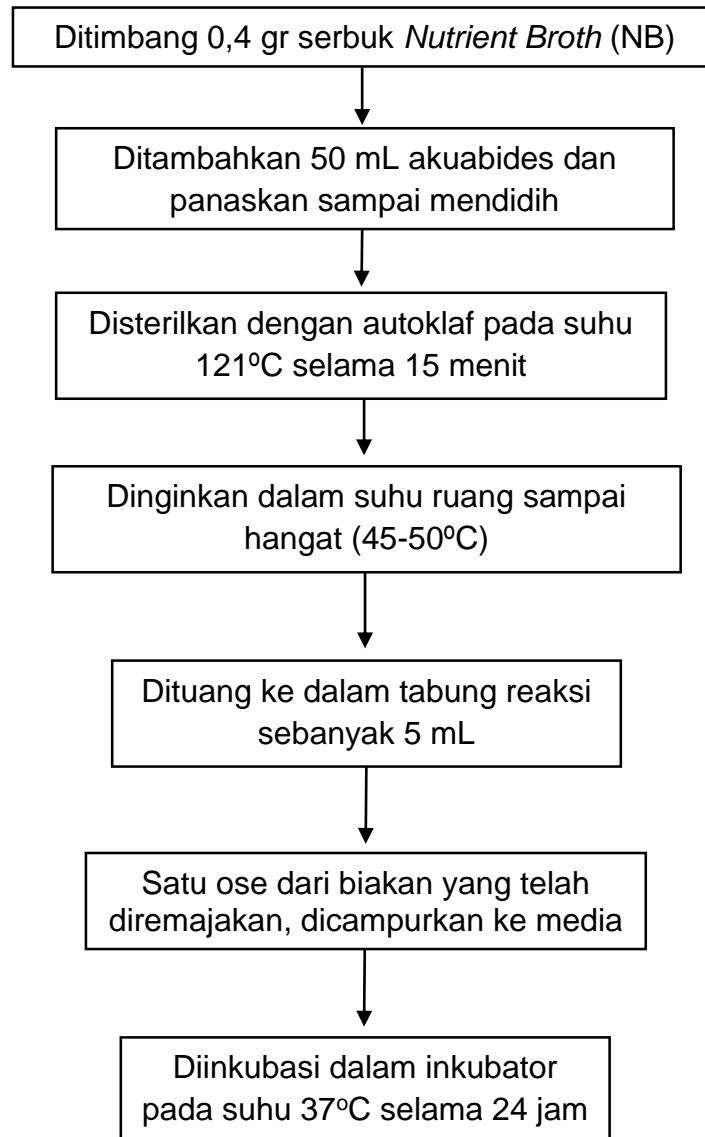 Ditimbang 0,4 gr serbuk Nutrient Broth (NB)
Ditambahkan 50 mL akuabides dan
panaskan sampai mendidih
Disterilkan dengan autoklaf pada suhu
121⁰C selama 15 menit
Dinginkan dalam suhu ruang sampai
hangat (45-50⁰C)
Dituang ke dalam tabung reaksi
sebanyak 5 mL
Satu ose dari biakan yang telah
diremajakan, dicampurkan ke media
Diinkubasi dalam inkubator
pada suhu 37°C selama 24 jam